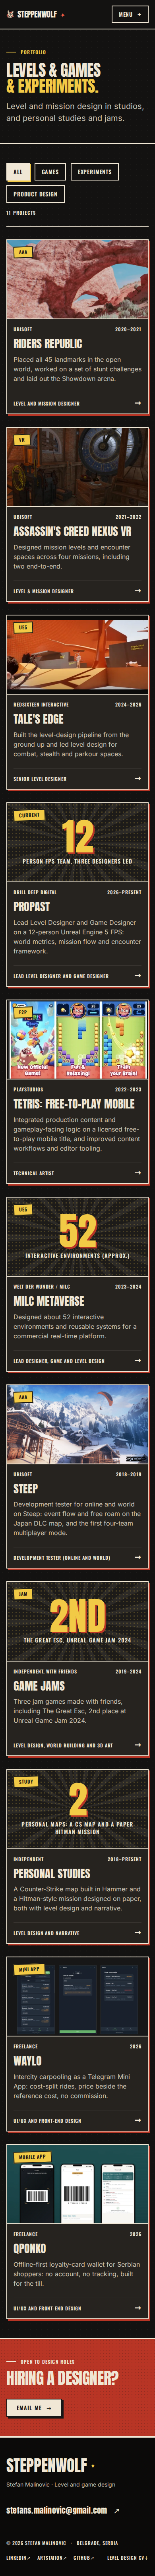 STEPPENWOLF
MENU
PORTFOLIO
LEVELS & GAMES
& EXPERIMENTS.
Level and mission design in studios,
and personal studies and jams.
ALL
GAMES
EXPERIMENTS
PRODUCT DESIGN
11 PROJECTS
AAA
UBISOFT 2020–2021
RIDERS REPUBLIC
Placed all 45 landmarks in the open
world, worked on a set of stunt challenges
and laid out the Showdown arena.
LEVEL AND MISSION DESIGNER →
VR
UBISOFT 2021–2022
ASSASSIN'S CREED NEXUS VR
Designed mission levels and encounter
spaces across four missions, including
two end-to-end.
LEVEL & MISSION DESIGNER →
UE5
REDSIXTEEN INTERACTIVE 2024–2026
TALE'S EDGE
Built the level-design pipeline from the
ground up and led level design for
combat, stealth and parkour spaces.
SENIOR LEVEL DESIGNER →
CURRENT
12
PERSON FPS TEAM, THREE DESIGNERS LED
DRILL DEEP DIGITAL 2026–PRESENT
PROPAST
Lead Level Designer and Game Designer
on a 12-person Unreal Engine 5 FPS:
world metrics, mission flow and encounter
framework.
LEAD LEVEL DESIGNER AND GAME DESIGNER →
F2P
New Official
Game!
Fun &
Relaxing!
Train
your Brain!
PLAYSTUDIOS 2022–2023
TETRIS: FREE-TO-PLAY MOBILE
Integrated production content and
gameplay-facing logic on a licensed free-
to-play mobile title, and improved content
workflows and editor tooling.
TECHNICAL ARTIST →
UE5
52
INTERACTIVE ENVIRONMENTS (APPROX.)
WELT DER WUNDER / MILC 2023–2024
MILC METAVERSE
Designed about 52 interactive
environments and reusable systems for a
commercial real-time platform.
LEAD DESIGNER, GAME AND LEVEL DESIGN →
AAA
STEEP
UBISOFT 2018–2019
STEEP
Development tester for online and world
on Steep: event flow and free roam on the
Japan DLC map, and the first four-team
multiplayer mode.
DEVELOPMENT TESTER (ONLINE AND WORLD) →
JAM
2ND
THE GREAT ESC, UNREAL GAME JAM 2024
INDEPENDENT, WITH FRIENDS 2019–2024
GAME JAMS
Three jam games made with friends,
including The Great Esc, 2nd place at
Unreal Game Jam 2024.
LEVEL DESIGN, WORLD BUILDING AND 3D ART →
STUDY
2
PERSONAL MAPS: A CS MAP AND A PAPER
HITMAN MISSION
INDEPENDENT 2018–PRESENT
PERSONAL STUDIES
A Counter-Strike map built in Hammer and
a Hitman-style mission designed on paper,
both with level design and narrative.
LEVEL DESIGN AND NARRATIVE →
MINI APP
FREELANCE 2026
WAYLO
Intercity carpooling as a Telegram Mini
App: cost-split rides, price beside the
reference cost, no commission.
UI/UX AND FRONT-END DESIGN →
MOBILE APP
FREELANCE 2026
QPONKO
Offline-first loyalty-card wallet for Serbian
shoppers: no account, no tracking, built
for the till.
UI/UX AND FRONT-END DESIGN →
OPEN TO DESIGN ROLES
HIRING A DESIGNER?
EMAIL ME →
STEPPENWOLF
Stefan Malinovic · Level and game design
stefans.malinovic@gmail.com ↗
© 2026 STEFAN MALINOVIC · BELGRADE, SERBIA
LINKEDIN↗ ARTSTATION↗ GITHUB↗ LEVEL DESIGN CV↓